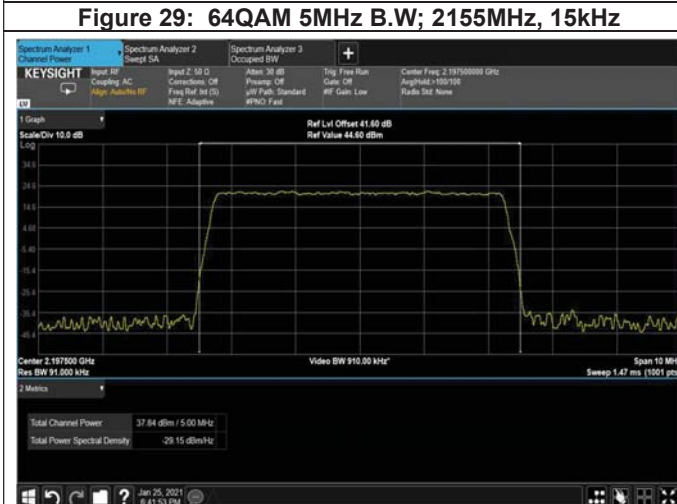 Figure 29: 64QAM 5MHz B.W; 2155MHz, 15kHz
Spectrum Analyzer 1 Spectrum Analyzer 2 Spectrum Analyzer 3
Channel Power Swept SA Occupied BW
KEYSIGHT Input: RF Input Z: 50 Ω Atten: 30 dB Trig: Free Run Center Freq: 2.197500000 GHz
Coupling: AC Corrections: Off Preamp: Off Gate: Off Avg|Hold:>100/100
Align: Auto/No RF Freq Ref: Int (S) µW Path: Standard #IF Gain: Low Radio Std: None
LV NFE: Adaptive #PNO: Fast
1 Graph Ref Lvl Offset 41.60 dB
Scale/Div 10.0 dB Ref Value 44.60 dBm
Log
34.6
24.6
14.6
4.60
-5.40
-15.4
-25.4
-35.4
-45.4
Center 2.197500 GHz Video BW 910.00 kHz* Span 10 MH
Res BW 91.000 kHz Sweep 1.47 ms (1001 pts
2 Metrics
Total Channel Power 37.84 dBm / 5.00 MHz
Total Power Spectral Density -29.15 dBm/Hz
Jan 25, 2021
6:41:53 PM